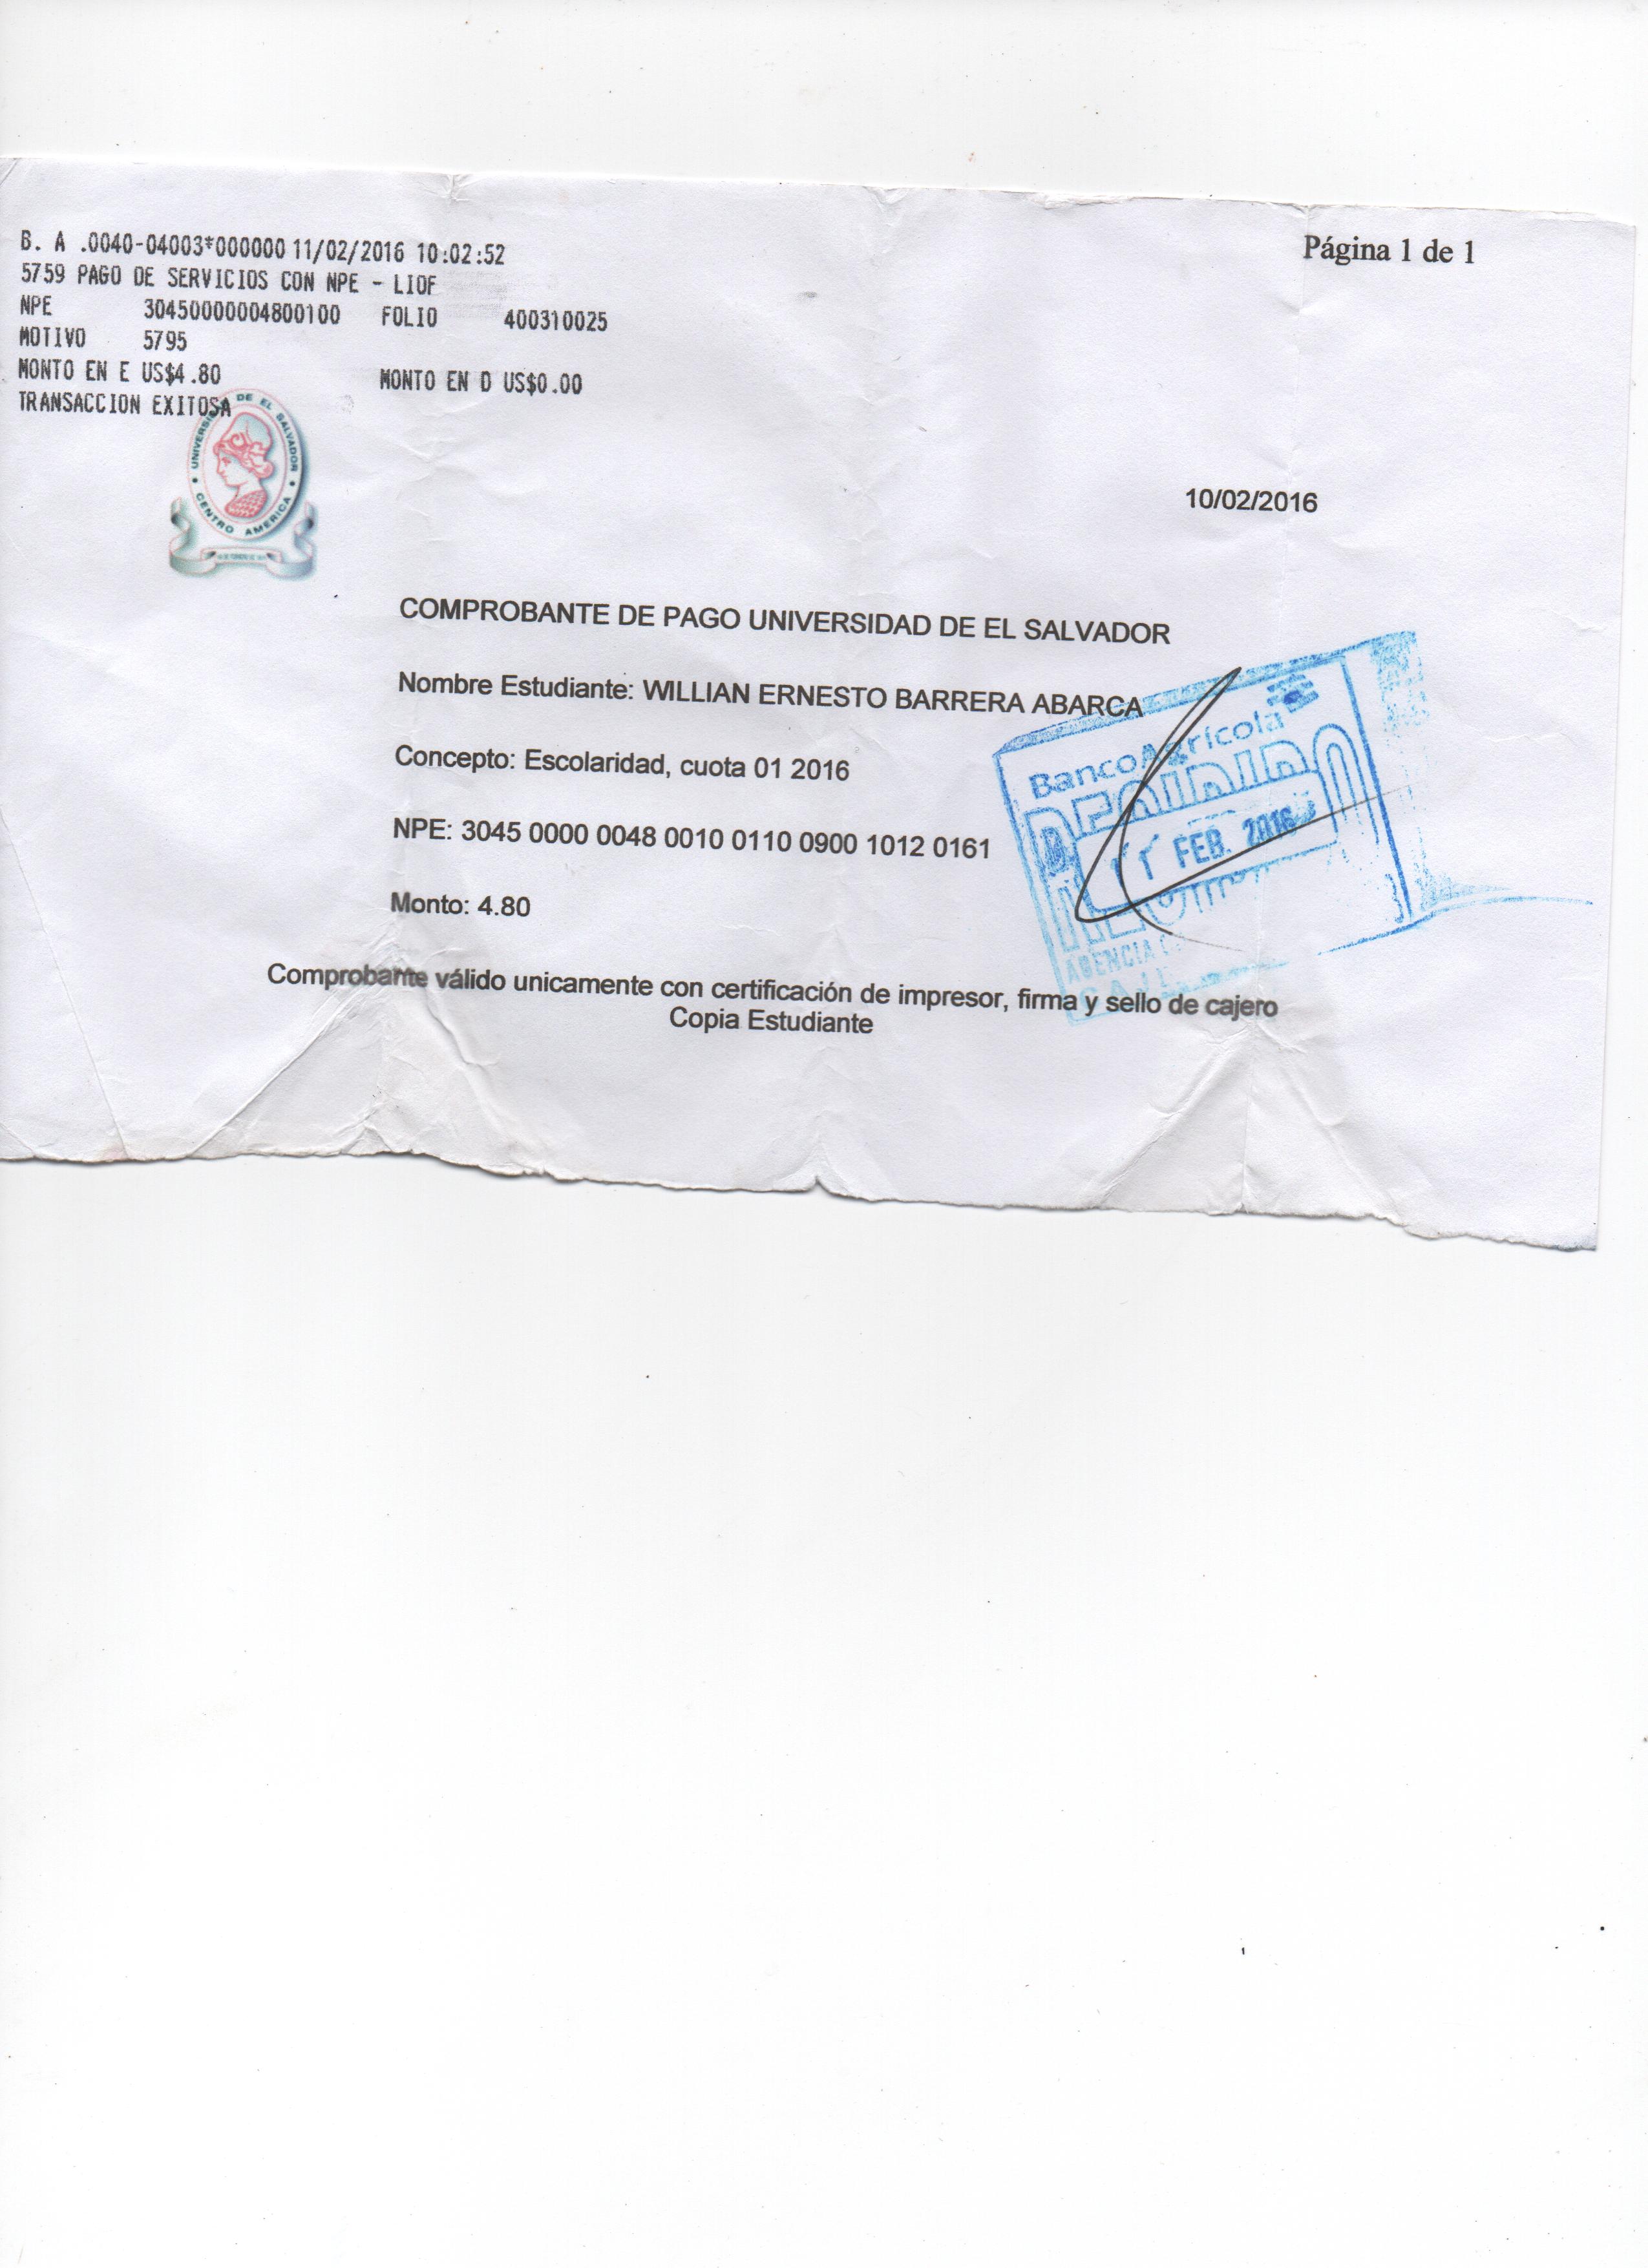 B. A .0040-04003*000000 11/02/2016 10:02:52
Página 1 de 1
5759 PAGO DE SERVICIOS CON NPE - LIOF
NPE 30450000004800100 FOLIO 400310025
MOTIVO 5795
MONTO EN E US$4.80 MONTO EN D US$0.00
TRANSACCION EXITOSA
UNIVERSIDAD DE EL SALVADOR
CENTRO AMERICA
10/02/2016
COMPROBANTE DE PAGO UNIVERSIDAD DE EL SALVADOR
Nombre Estudiante: WILLIAN ERNESTO BARRERA ABARCA
Concepto: Escolaridad, cuota 01 2016
NPE: 3045 0000 0048 0010 0110 0900 1012 0161
Monto: 4.80
BancoAgrícola
RECIBIDO
11 FEB. 2016
AGENCIA
Comprobante válido unicamente con certificación de impresor, firma y sello de cajero
Copia Estudiante